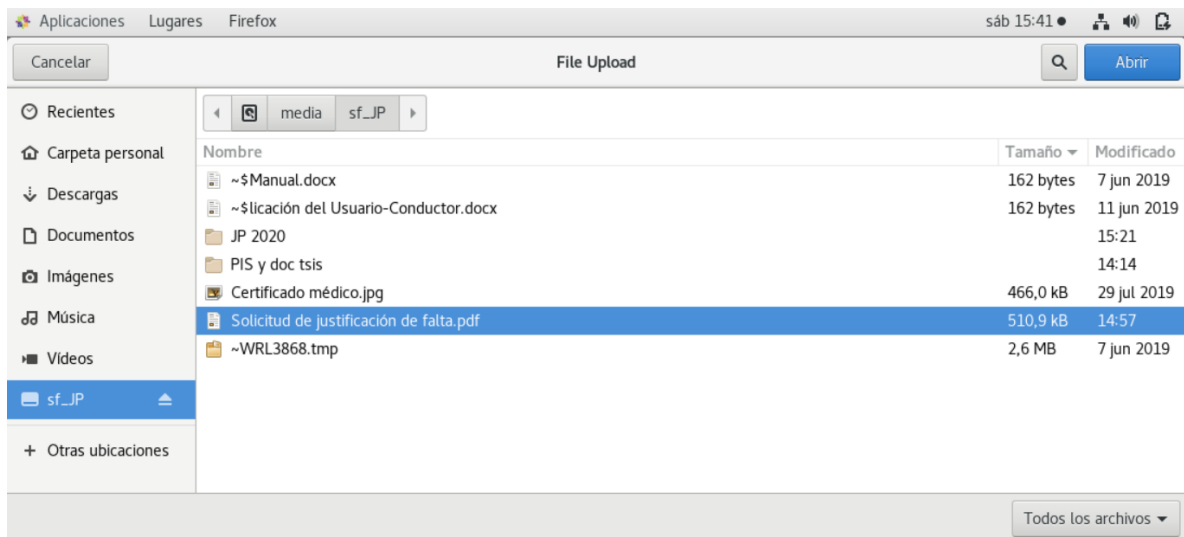 Aplicaciones Lugares Firefox sáb 15:41
Cancelar File Upload Abrir
Recientes
Carpeta personal
Descargas
Documentos
Imágenes
Música
Vídeos
sf_JP
Otras ubicaciones
media sf_JP
Nombre Tamaño Modificado
~$Manual.docx 162 bytes 7 jun 2019
~$licación del Usuario-Conductor.docx 162 bytes 11 jun 2019
JP 2020 15:21
PIS y doc tsis 14:14
Certificado médico.jpg 466,0 kB 29 jul 2019
Solicitud de justificación de falta.pdf 510,9 kB 14:57
~WRL3868.tmp 2,6 MB 7 jun 2019
Todos los archivos